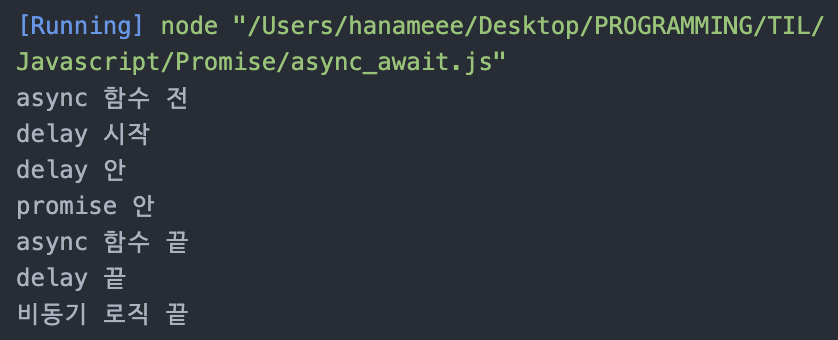 [Running] node "/Users/hanameee/Desktop/PROGRAMMING/TIL/
Javascript/Promise/async_await.js"
async 함수 전
delay 시작
delay 안
promise 안
async 함수 끝
delay 끝
비동기 로직 끝